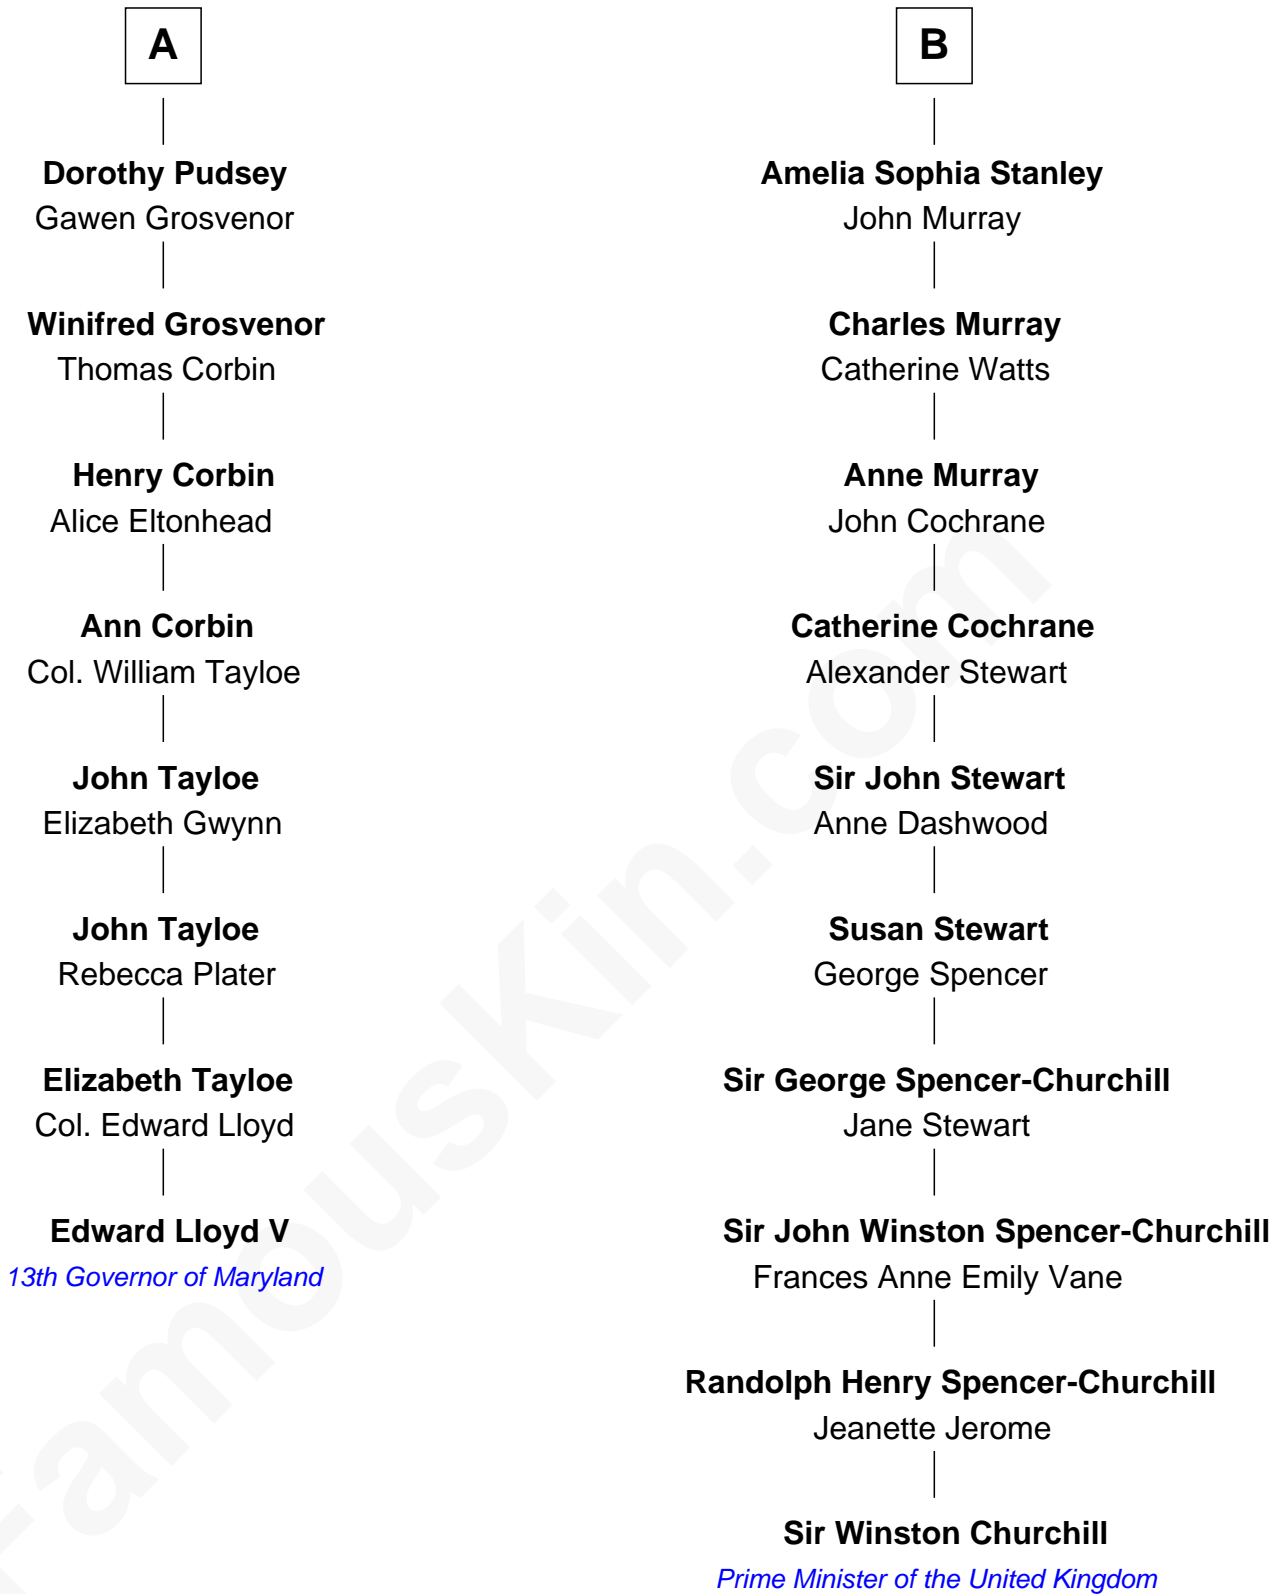 A
Dorothy Pudsey
Gawen Grosvenor
Winifred Grosvenor
Thomas Corbin
Henry Corbin
Alice Eltonhead
Ann Corbin
Col. William Tayloe
John Tayloe
Elizabeth Gwynn
John Tayloe
Rebecca Plater
Elizabeth Tayloe
Col. Edward Lloyd
Edward Lloyd V
13th Governor of Maryland
B
Amelia Sophia Stanley
John Murray
Charles Murray
Catherine Watts
Anne Murray
John Cochrane
Catherine Cochrane
Alexander Stewart
Sir John Stewart
Anne Dashwood
Susan Stewart
George Spencer
Sir George Spencer-Churchill
Jane Stewart
Sir John Winston Spencer-Churchill
Frances Anne Emily Vane
Randolph Henry Spencer-Churchill
Jeanette Jerome
Sir Winston Churchill
Prime Minister of the United Kingdom
FamousKin.com